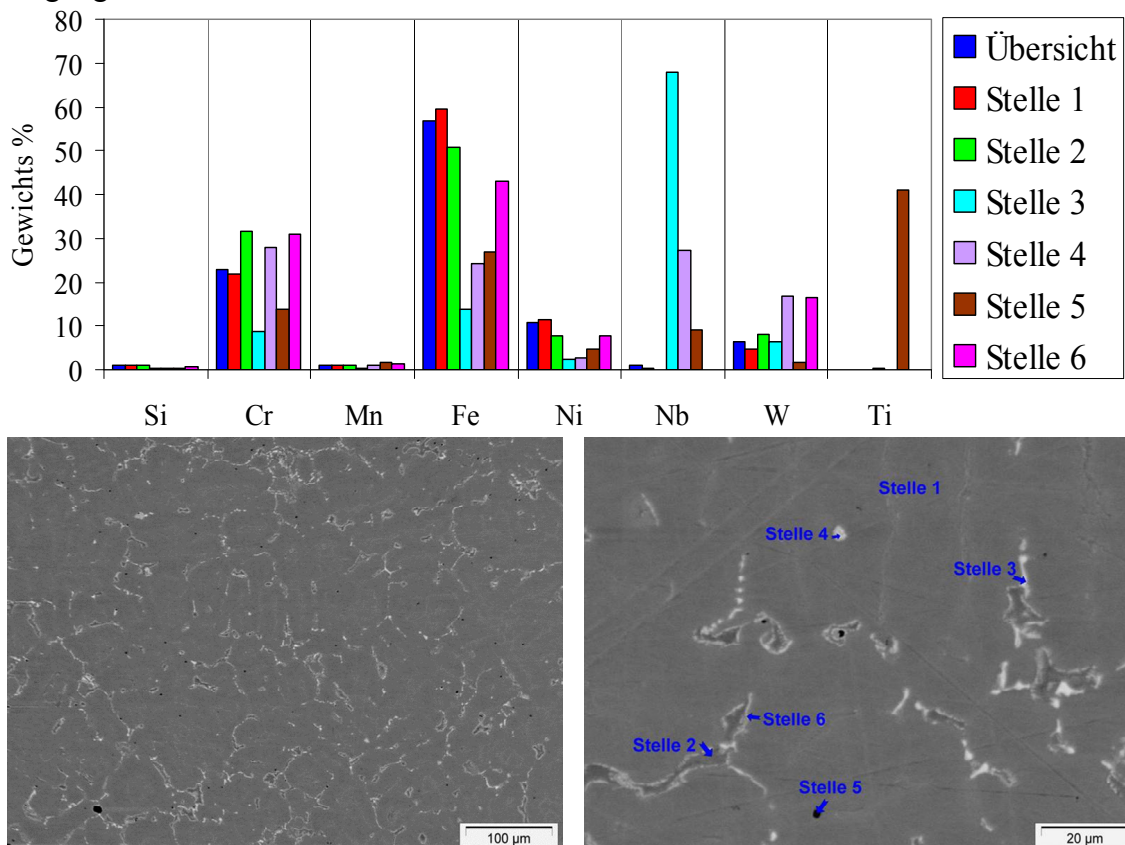 80
70
60
50
40
30
20
10
0
Gewichts %
Si Cr Mn Fe Ni Nb W Ti
Übersicht
Stelle 1
Stelle 2
Stelle 3
Stelle 4
Stelle 5
Stelle 6
100 µm
Stelle 1
Stelle 4
Stelle 3
Stelle 6
Stelle 2
Stelle 5
20 µm